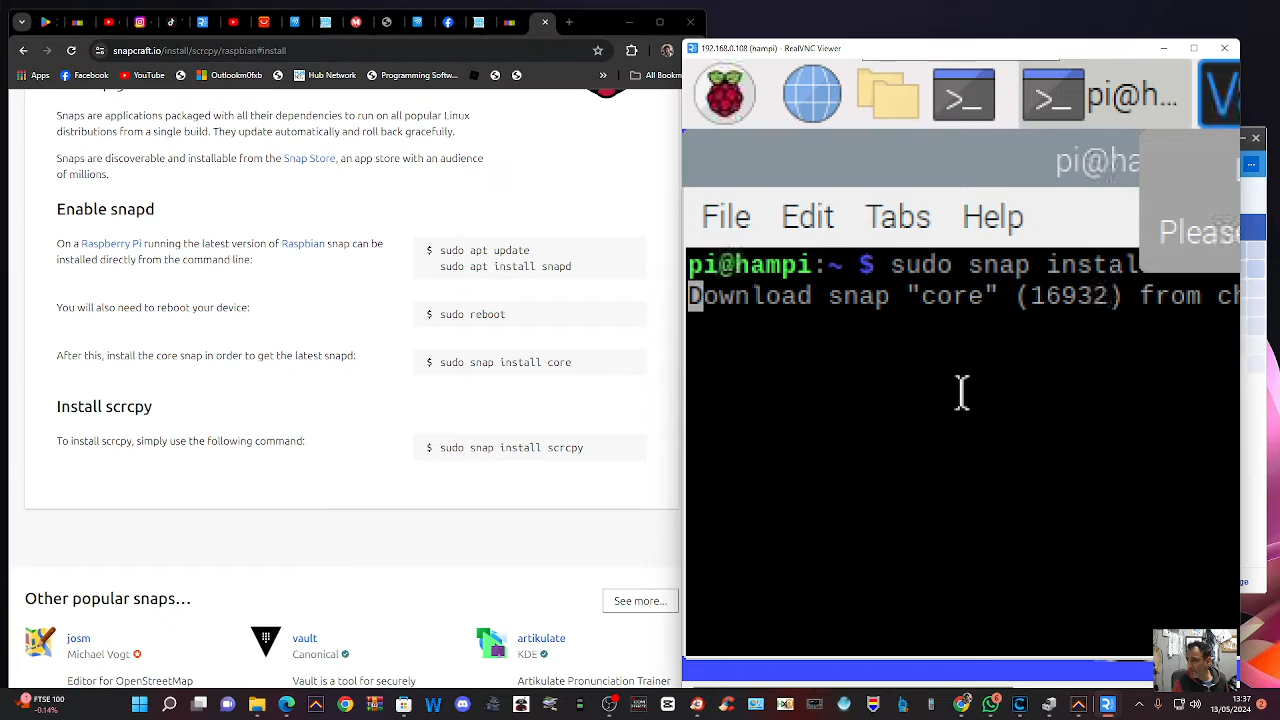 snapcraft.io/install/scrcpy/raspbian#install
Apps
Facebook
YouTube
Outlookmotifub
Hub Network
Programming Softw...
»
All Bookm
Snaps are applications packaged with all their dependencies to run on all popular Linux
distributions from a single build. They update automatically and roll back gracefully.
Snaps are discoverable and installable from the Snap Store, an app store with an audience
of millions.
Enable snapd
On a Raspberry Pi running the latest version of Raspbian snap can be
installed directly from the command line:
$ sudo apt update
sudo apt install snapd
You will also need to reboot your device:
$ sudo reboot
After this, install the core snap in order to get the latest snapd:
$ sudo snap install core
Install scrcpy
To install scrcpy, simply use the following command:
$ sudo snap install scrcpy
Other popular snaps...
See more...
josm
Michael Vogt
Editor for OpenStreetMap
vault
Canonical
Vault is a tool for securely
artikulate
KDE
Artikulate Pronunciation Trainer
192.168.0.108 (hampi) - RealVNC Viewer
pi@h...
pi@ha
Please
File Edit Tabs Help
pi@hampi:~ $ sudo snap instal
Download snap "core" (16932) from ch
FTSE 100
-0.14%
13:37
13/05/2024